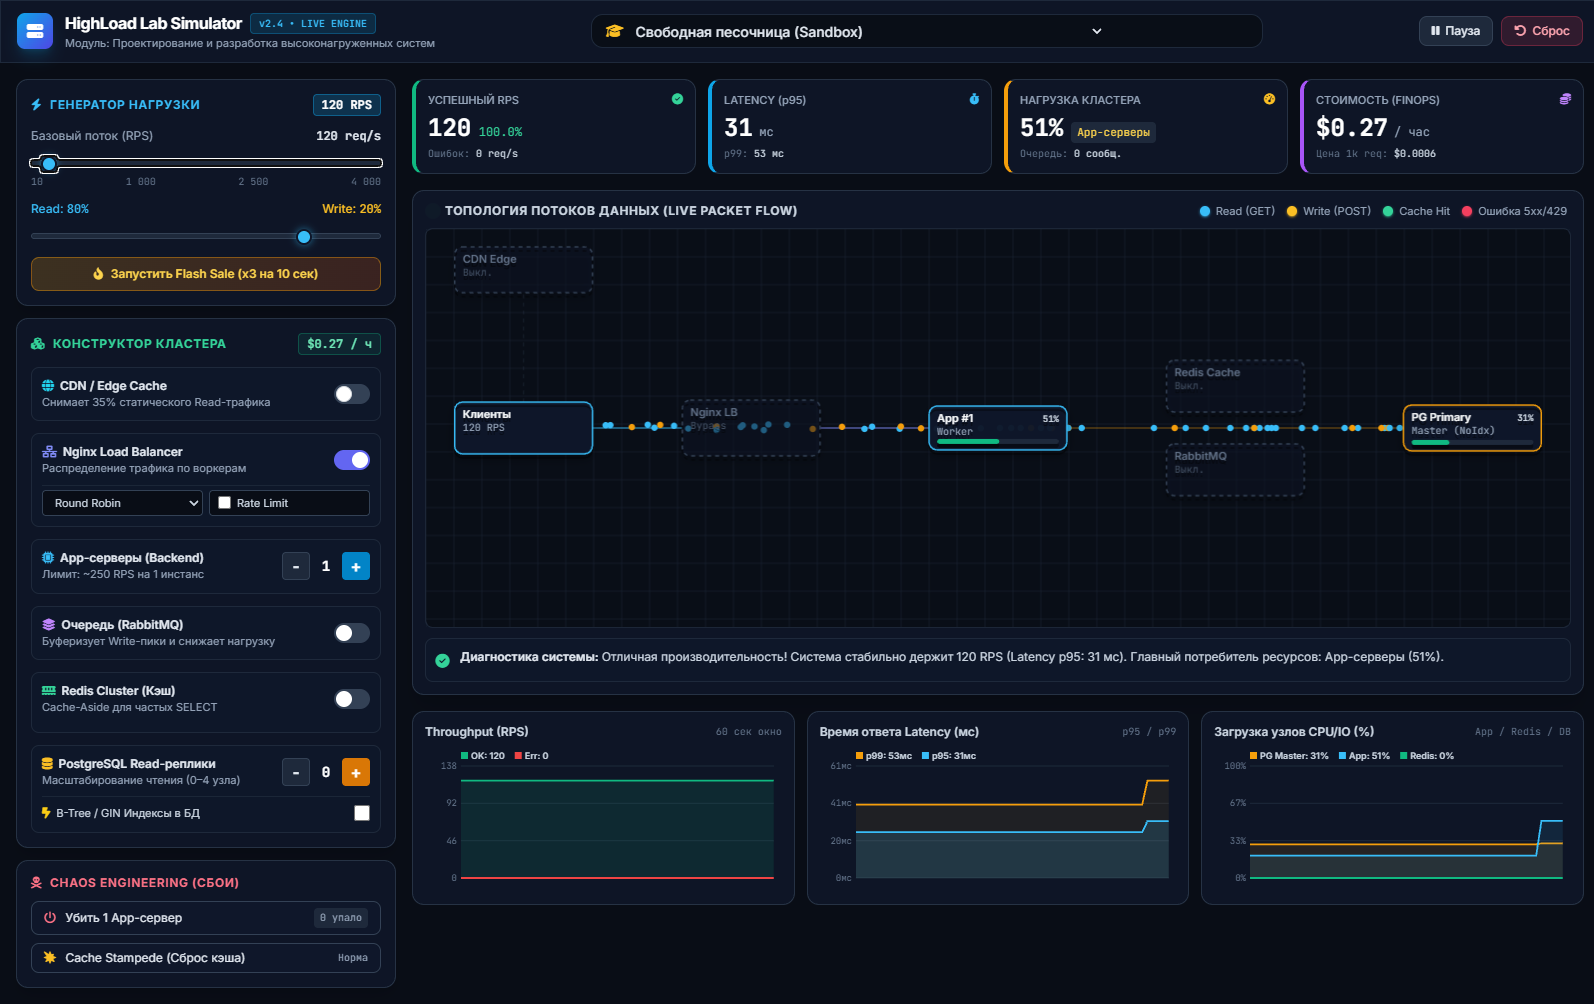 HighLoad Lab Simulator
v2.4 • LIVE ENGINE
Модуль: Проектирование и разработка высоконагруженных систем
Свободная песочница (Sandbox)
Пауза
Сброс
ГЕНЕРАТОР НАГРУЗКИ
120 RPS
Базовый поток (RPS)
120 req/s
10
1 000
2 500
4 000
Read: 80%
Write: 20%
Запустить Flash Sale (x3 на 10 сек)
КОНСТРУКТОР КЛАСТЕРА
$0.27 / ч
CDN / Edge Cache
Снимает 35% статического Read-трафика
Nginx Load Balancer
Распределение трафика по воркерам
Round Robin
Rate Limit
App-серверы (Backend)
Лимит: ~250 RPS на 1 инстанс
-
1
+
Очередь (RabbitMQ)
Буферизует Write-пики и снижает нагрузку
Redis Cluster (Кэш)
Cache-Aside для частых SELECT
PostgreSQL Read-реплики
Масштабирование чтения (0–4 узла)
-
0
+
B-Tree / GIN Индексы в БД
CHAOS ENGINEERING (СБОИ)
Убить 1 App-сервер
0 упало
Cache Stampede (Сброс кэша)
Норма
УСПЕШНЫЙ RPS
120 100.0%
Ошибок: 0 req/s
LATENCY (p95)
31 мс
p99: 53 мс
НАГРУЗКА КЛАСТЕРА
51% App-серверы
Очередь: 0 сообщ.
СТОИМОСТЬ (FINOPS)
$0.27 / час
Цена 1k req: $0.0006
ТОПОЛОГИЯ ПОТОКОВ ДАННЫХ (LIVE PACKET FLOW)
Read (GET)
Write (POST)
Cache Hit
Ошибка 5xx/429
CDN Edge
Выкл.
Клиенты
120 RPS
Nginx LB
Bypass
App #1
51%
Worker
Redis Cache
Выкл.
RabbitMQ
Выкл.
PG Primary
31%
Master (NoIdx)
Диагностика системы: Отличная производительность! Система стабильно держит 120 RPS (Latency p95: 31 мс). Главный потребитель ресурсов: App-серверы (51%).
Throughput (RPS)
60 сек окно
OK: 120
Err: 0
138
92
46
0
Время ответа Latency (мс)
p95 / p99
p99: 53мс
p95: 31мс
61мс
41мс
20мс
0мс
Загрузка узлов CPU/IO (%)
App / Redis / DB
PG Master: 31%
App: 51%
Redis: 0%
100%
67%
33%
0%